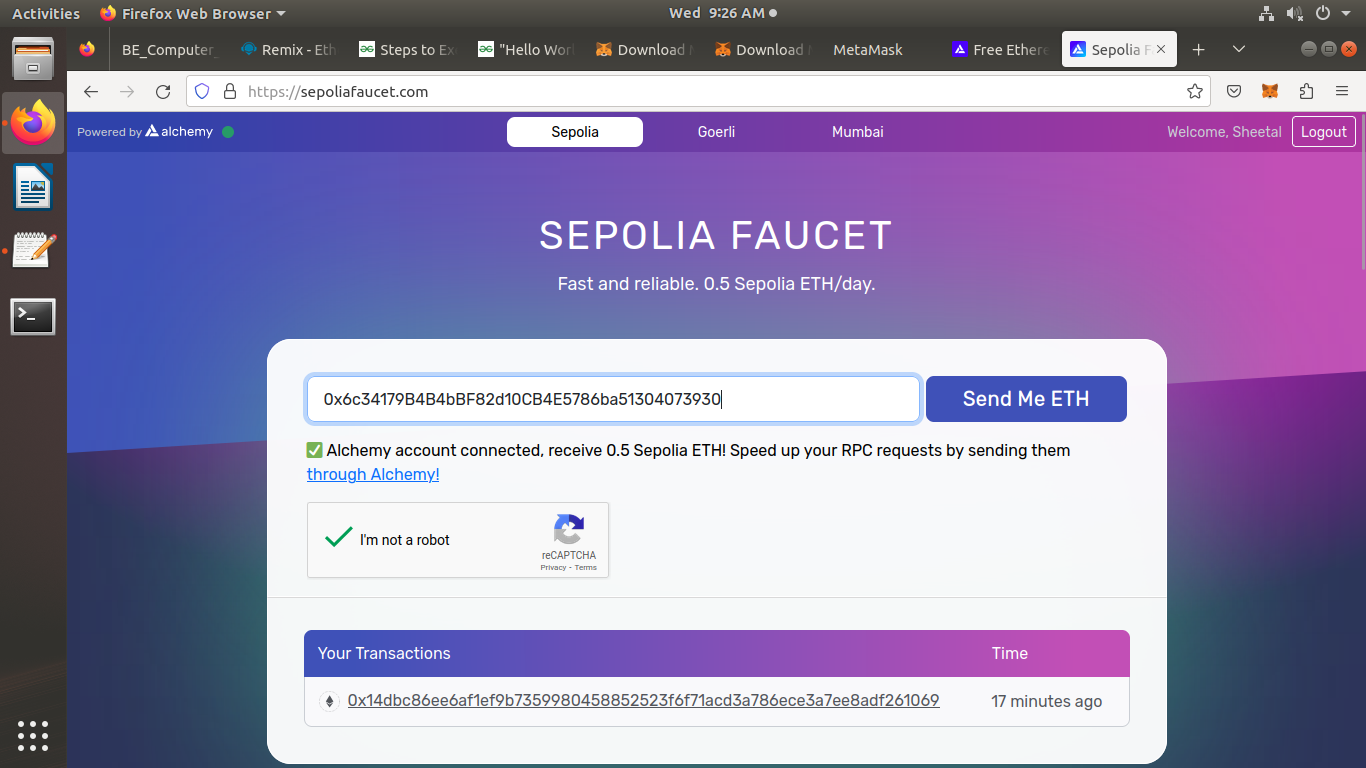 Activities
Firefox Web Browser
Wed 9:26 AM
BE_Computer_
Remix - Eth
Steps to Ex
"Hello Wor
Download
Download
MetaMask
Free Ethere
Sepolia F
https://sepoliafaucet.com
Powered by alchemy
Sepolia
Goerli
Mumbai
Welcome, Sheetal
Logout
SEPOLIA FAUCET
Fast and reliable. 0.5 Sepolia ETH/day.
0x6c34179B4B4bBF82d10CB4E5786ba51304073930
Send Me ETH
Alchemy account connected, receive 0.5 Sepolia ETH! Speed up your RPC requests by sending them
through Alchemy!
I'm not a robot
reCAPTCHA
Privacy - Terms
Your Transactions
Time
0x14dbc86ee6af1ef9b7359980458852523f6f71acd3a786ece3a7ee8adf261069
17 minutes ago